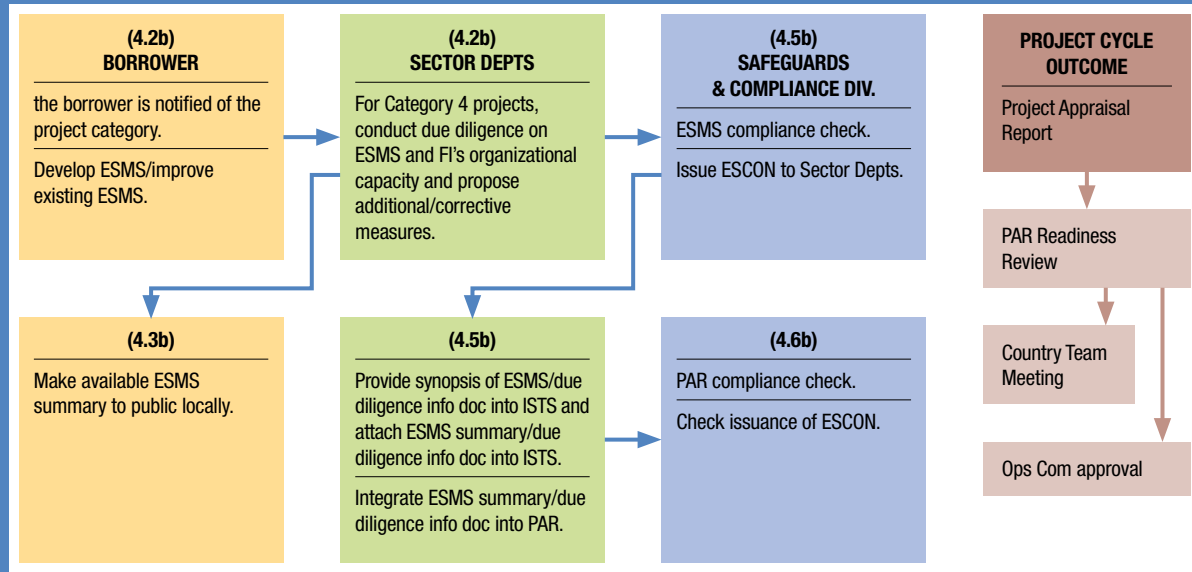 (4.2b)
BORROWER
the borrower is notified of the
project category.
Develop ESMS/improve
existing ESMS.
(4.2b)
SECTOR DEPTS
For Category 4 projects,
conduct due diligence on
ESMS and FI's organizational
capacity and propose
additional/corrective
measures.
(4.5b)
SAFEGUARDS
& COMPLIANCE DIV.
ESMS compliance check.
Issue ESCON to Sector Depts.
(4.3b)
Make available ESMS
summary to public locally.
(4.5b)
Provide synopsis of ESMS/due
diligence info doc into ISTS and
attach ESMS summary/due
diligence info doc into ISTS.
Integrate ESMS summary/due
diligence info doc into PAR.
(4.6b)
PAR compliance check.
Check issuance of ESCON.
PROJECT CYCLE
OUTCOME
Project Appraisal
Report
PAR Readiness
Review
Country Team
Meeting
Ops Com approval